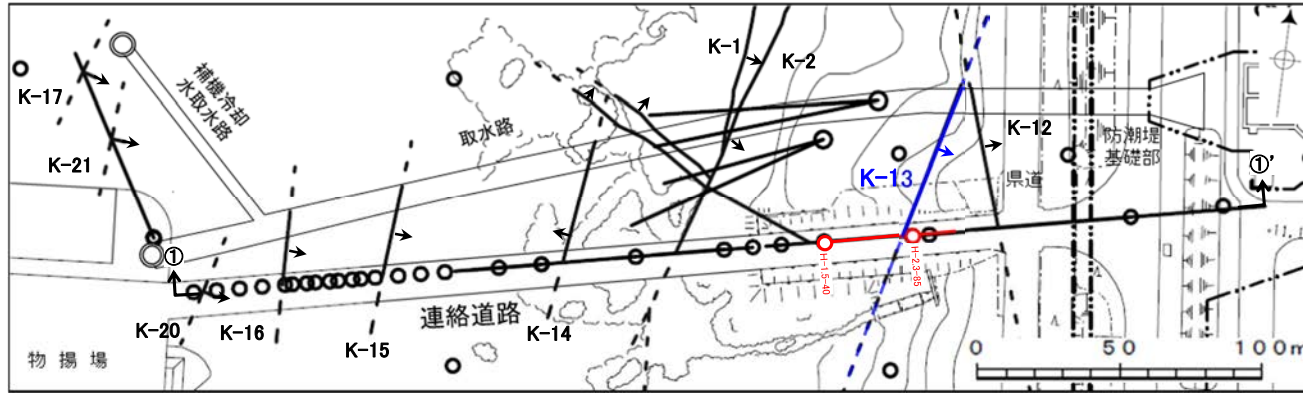 K-1
K-2
K-17
補機冷却
水取水路
取水路
K-12
防潮堤
基礎部
K-21
①'
K-13
県道
①
H-1.5-40
H-2.3-85
K-20
K-16
K-15
連絡道路
K-14
物揚場
0 50 100m